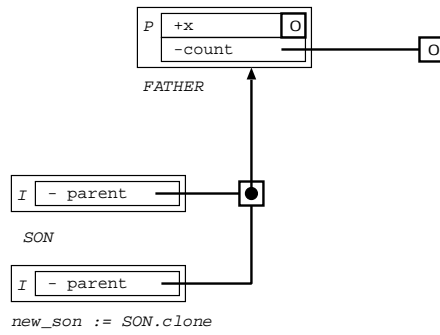 P +x O
-count O
FATHER
I - parent
SON
I - parent
new_son := SON.clone